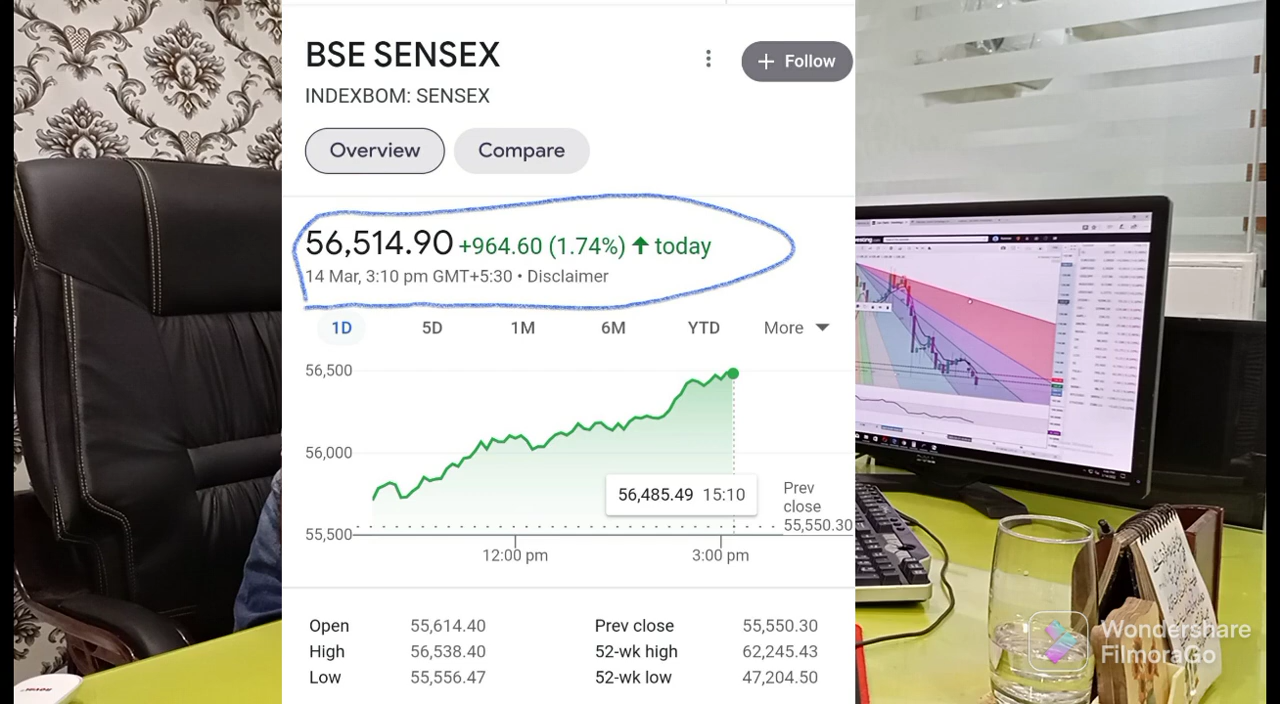 BSE SENSEX
+ Follow
INDEXBOM: SENSEX
Overview
Compare
56,514.90 +964.60 (1.74%) ↑ today
14 Mar, 3:10 pm GMT+5:30 • Disclaimer
1D 5D 1M 6M YTD More
56,500
56,000
55,500
56,485.49 15:10
Prev
close
55,550.30
12:00 pm
3:00 pm
Open 55,614.40 Prev close 55,550.30
High 56,538.40 52-wk high 62,245.43
Low 55,556.47 52-wk low 47,204.50
Wondershare
FilmoraGo